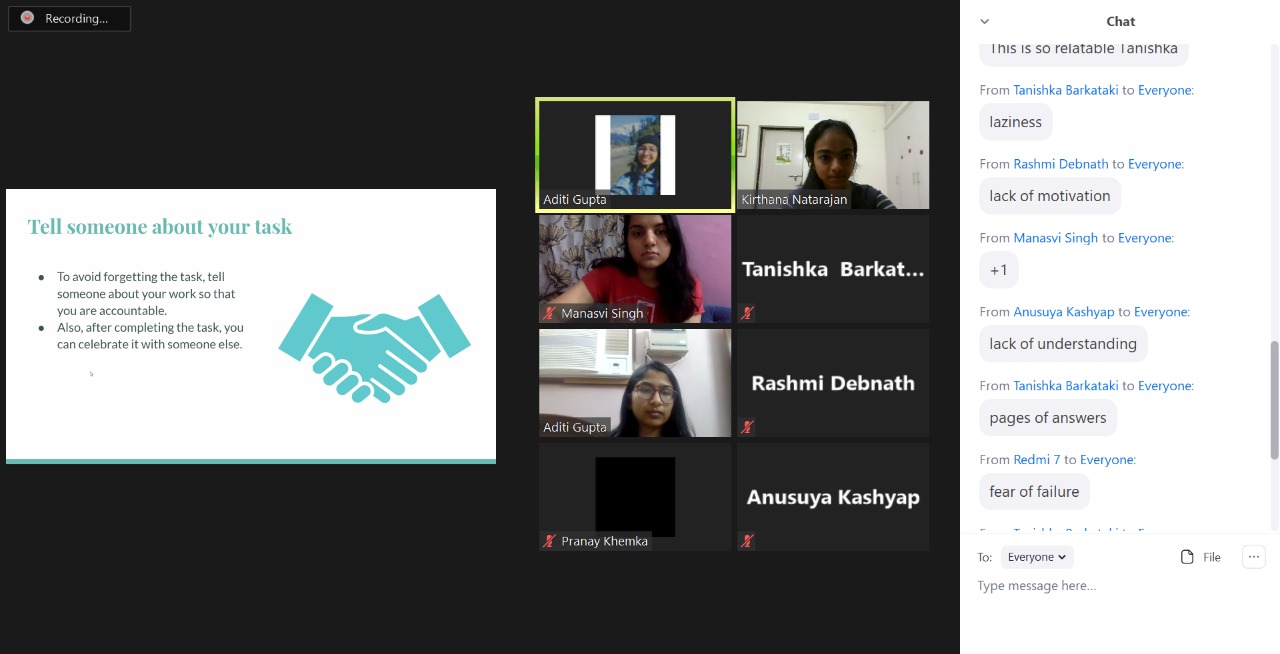 Recording...
Tell someone about your task
● To avoid forgetting the task, tell
someone about your work so that
you are accountable.
● Also, after completing the task, you
can celebrate it with someone else.
Aditi Gupta
Kirthana Natarajan
Manasvi Singh
Tanishka Barkat...
Aditi Gupta
Rashmi Debnath
Pranay Khemka
Anusuya Kashyap
Chat
This is so relatable Tanishka
From Tanishka Barkataki to Everyone:
laziness
From Rashmi Debnath to Everyone:
lack of motivation
From Manasvi Singh to Everyone:
+1
From Anusuya Kashyap to Everyone:
lack of understanding
From Tanishka Barkataki to Everyone:
pages of answers
From Redmi 7 to Everyone:
fear of failure
To: Everyone
File
Type message here...